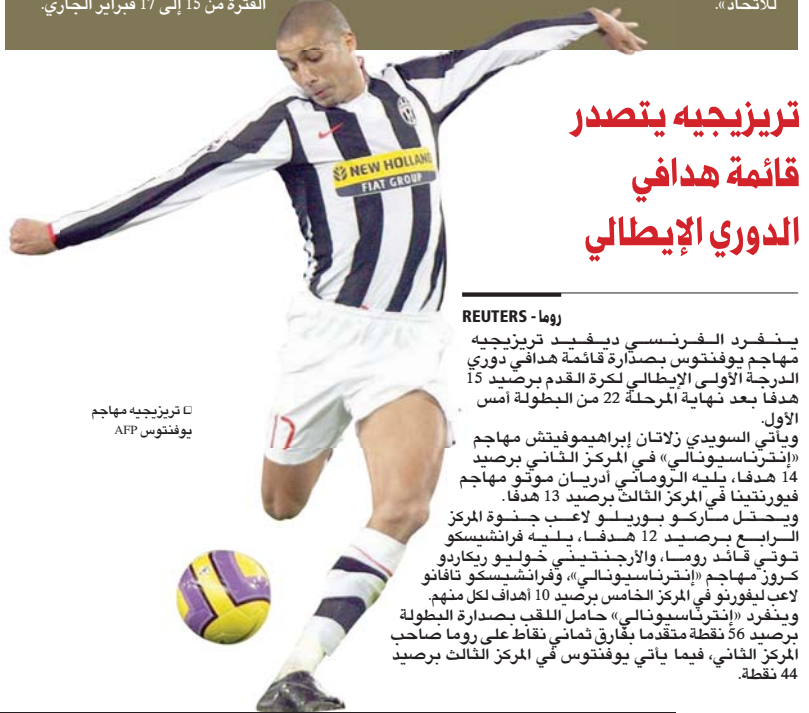 للاتحاد».
الفترة من 15 إلى 17 فبراير الجاري.
تريزيجيه يتصدر
قائمة هدافي
الدوري الإيطالي
روما - REUTERS
ينفرد الفرنسي ديفيد تريزيجيه
مهاجم يوفنتوس بصدارة قائمة هدافي دوري
الدرجة الأولى الإيطالي لكرة القدم برصيد 15
هدفا بعد نهاية المرحلة 22 من البطولة أمس
الأول.
ويأتي السويدي زلاتان إبراهيموفيتش مهاجم
«إنترناسيونالي» في المركز الثاني برصيد
14 هدفا، يليه الروماني أدريان موتو مهاجم
فيورنتينا في المركز الثالث برصيد 13 هدفا.
ويحتل ماركو بوريلو لاعب جنوة المركز
الرابع برصيد 12 هدفا، يليه فرانشيسكو
توتي قائد روما، والأرجنتيني خوليو ريكاردو
كروز مهاجم «إنترناسيونالي»، وفرانشيسكو تافانو
لاعب ليفورنو في المركز الخامس برصيد 10 أهداف لكل منهم.
وينفرد «إنترناسيونالي» حامل اللقب بصدارة البطولة
برصيد 56 نقطة متقدما بفارق ثماني نقاط على روما صاحب
المركز الثاني، فيما يأتي يوفنتوس في المركز الثالث برصيد
44 نقطة.
□ تريزيجيه مهاجم
يوفنتوس AFP
NEW HOLLAND
FIAT GROUP
17